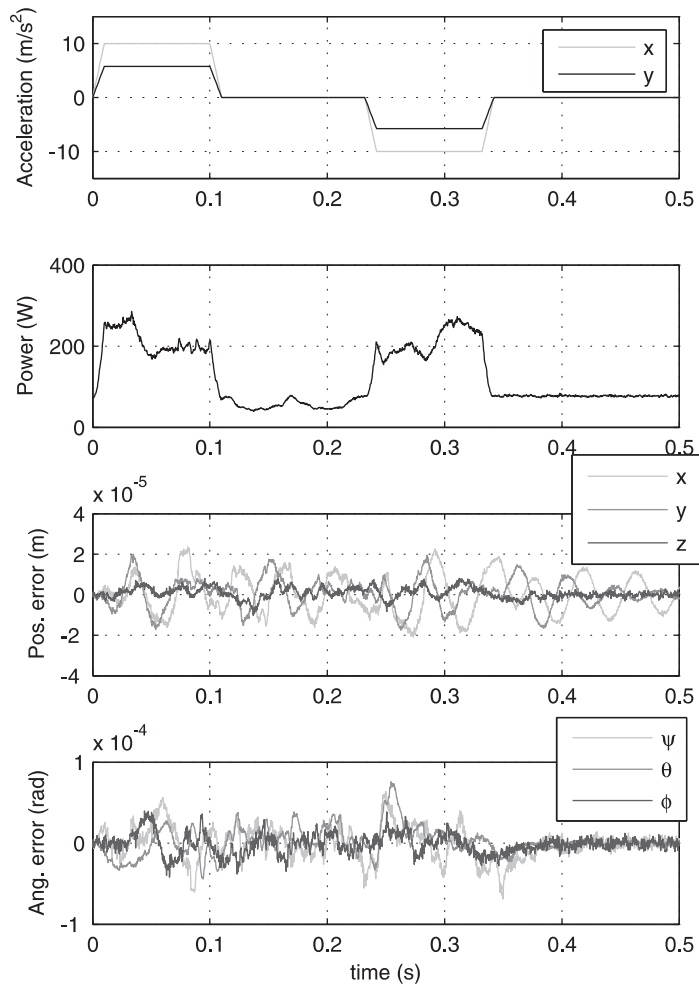 Acceleration (m/s²)
10
0
-10
x
y
0 0.1 0.2 0.3 0.4 0.5
Power (W)
400
200
0
0 0.1 0.2 0.3 0.4 0.5
x 10⁻⁵
Pos. error (m)
4
2
0
-2
-4
x
y
z
0 0.1 0.2 0.3 0.4 0.5
x 10⁻⁴
Ang. error (rad)
1
0
-1
ψ
θ
ϕ
0 0.1 0.2 0.3 0.4 0.5
time (s)